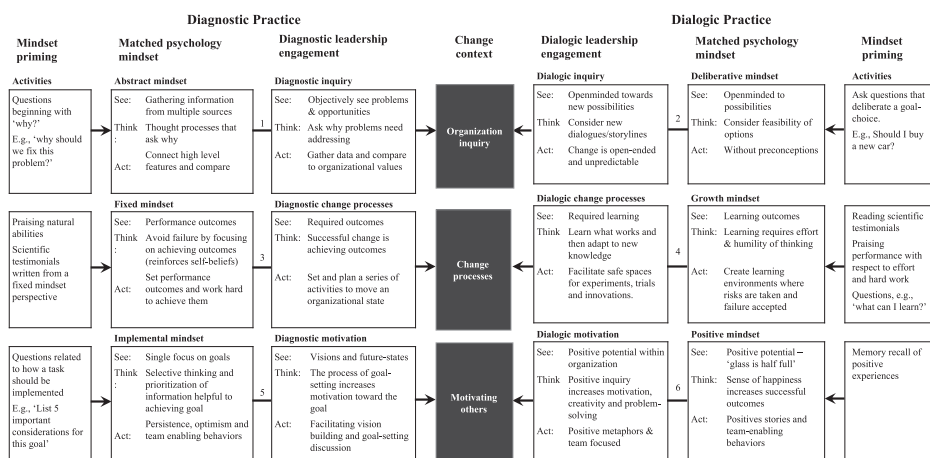 Diagnostic Practice
Dialogic Practice
Mindset
priming
Matched psychology
mindset
Diagnostic leadership
engagement
Change
context
Dialogic leadership
engagement
Matched psychology
mindset
Mindset
priming
Activities
Questions
beginning with
‘why?’
E.g., ‘why should
we fix this
problem?’
Abstract mindset
See: Gathering information
from multiple sources
Think Thought processes that
: ask why
Connect high level
Act: features and compare
1
Diagnostic inquiry
See: Objectively see problems
& opportunities
Think: Ask why problems need
addressing
Act: Gather data and compare
to organizational values
Organization
inquiry
Dialogic inquiry
See: Openminded towards
new possibilities
Think Consider new
dialogues/storylines
Act: Change is open-ended
and unpredictable
2
Deliberative mindset
See: Openminded to
possibilities
Think: Consider feasibility of
options
Act: Without preconceptions
Activities
Ask questions that
deliberate a goal-
choice.
E.g., Should I buy
a new car?
Praising natural
abilities
Scientific
testimonials
written from a
fixed mindset
perspective
Fixed mindset
See: Performance outcomes
Think Avoid failure by focusing
: on achieving outcomes
(reinforces self-beliefs)
Set performance
Act: outcomes and work hard
to achieve them
3
Diagnostic change processes
See: Required outcomes
Think: Successful change is
achieving outcomes
Act: Set and plan a series of
activities to move an
organizational state
Change
processes
Dialogic change processes
See: Required learning
Think: Learn what works and
then adapt to new
knowledge
Act: Facilitate safe spaces
for experiments, trials
and innovations.
4
Growth mindset
See: Learning outcomes
Think: Learning requires effort
& humility of thinking
Act: Create learning
environments where
risks are taken and
failure accepted
Reading scientific
testimonials
Praising
performance with
respect to effort
and hard work
Questions, e.g.,
‘what can I learn?’
Questions related
to how a task
should be
implemented
E.g., ‘List 5
important
considerations for
this goal’
Implemental mindset
See: Single focus on goals
Think Selective thinking and
: prioritization of
information helpful to
achieving goal
Persistence, optimism and
Act: team enabling behaviors
5
Diagnostic motivation
See: Visions and future-states
Think: The process of goal-
setting increases
motivation toward the
goal
Act: Facilitating vision
building and goal-setting
discussion
Motivating
others
Dialogic motivation
See: Positive potential within
organization
Think Positive inquiry
increases motivation,
creativity and problem-
solving
Act: Positive metaphors &
team focused
6
Positive mindset
See: Positive potential –
‘glass is half full’
Think: Sense of happiness
increases successful
outcomes
Act: Positives stories and
team-enabling
behaviors
Memory recall of
positive
experiences